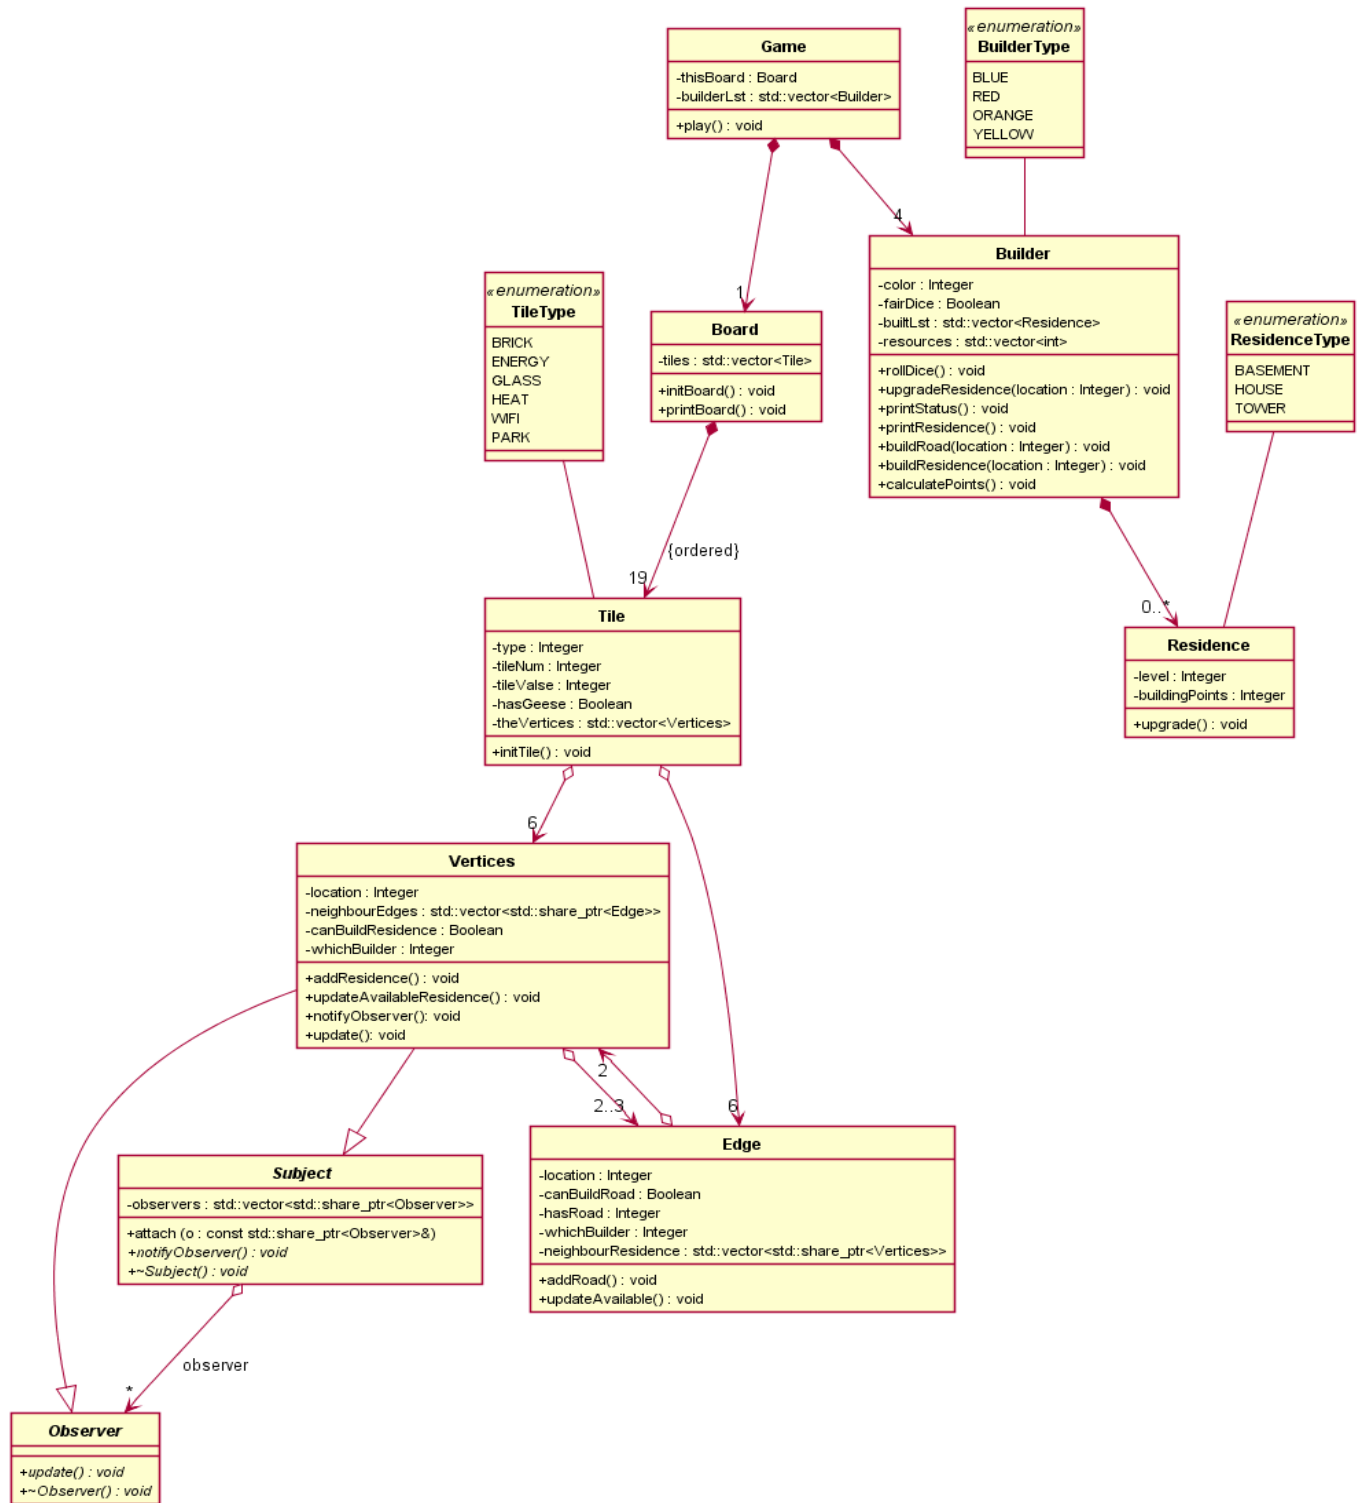 Game
-thisBoard : Board
-builderLst : std::vector<Builder>
+play() : void
«enumeration»
BuilderType
BLUE
RED
ORANGE
YELLOW
4
Builder
-color : Integer
-fairDice : Boolean
-builtLst : std::vector<Residence>
-resources : std::vector<int>
+rollDice() : void
+upgradeResidence(location : Integer) : void
+printStatus() : void
+printResidence() : void
+buildRoad(location : Integer) : void
+buildResidence(location : Integer) : void
+calculatePoints() : void
«enumeration»
TileType
BRICK
ENERGY
GLASS
HEAT
WIFI
PARK
1
Board
-tiles : std::vector<Tile>
+initBoard() : void
+printBoard() : void
«enumeration»
ResidenceType
BASEMENT
HOUSE
TOWER
{ordered}
19
0..*
Tile
-type : Integer
-tileNum : Integer
-tileValse : Integer
-hasGeese : Boolean
-theVertices : std::vector<Vertices>
+initTile() : void
Residence
-level : Integer
-buildingPoints : Integer
+upgrade() : void
6
Vertices
-location : Integer
-neighbourEdges : std::vector<std::share_ptr<Edge>>
-canBuildResidence : Boolean
-whichBuilder : Integer
+addResidence() : void
+updateAvailableResidence() : void
+notifyObserver(): void
+update(): void
2
2..3
6
Subject
-observers : std::vector<std::share_ptr<Observer>>
+attach (o : const std::share_ptr<Observer>&)
+notifyObserver() : void
+~Subject() : void
Edge
-location : Integer
-canBuildRoad : Boolean
-hasRoad : Integer
-whichBuilder : Integer
-neighbourResidence : std::vector<std::share_ptr<Vertices>>
+addRoad() : void
+updateAvailable() : void
observer
*
Observer
+update() : void
+~Observer() : void